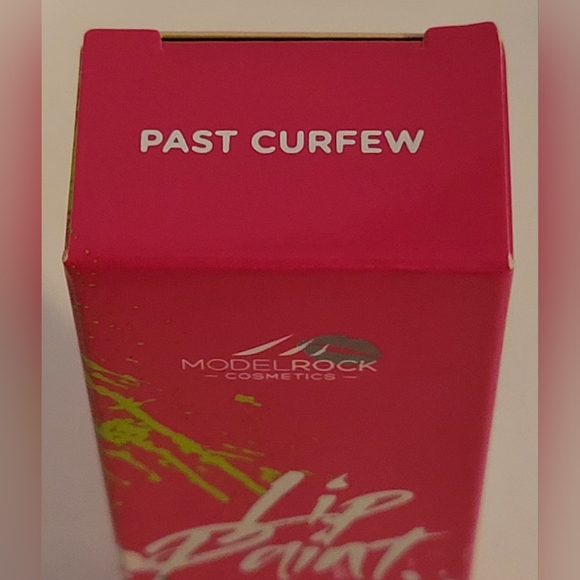 PAST CURFEW
MODELROCK
COSMETICS
Lip
Paint